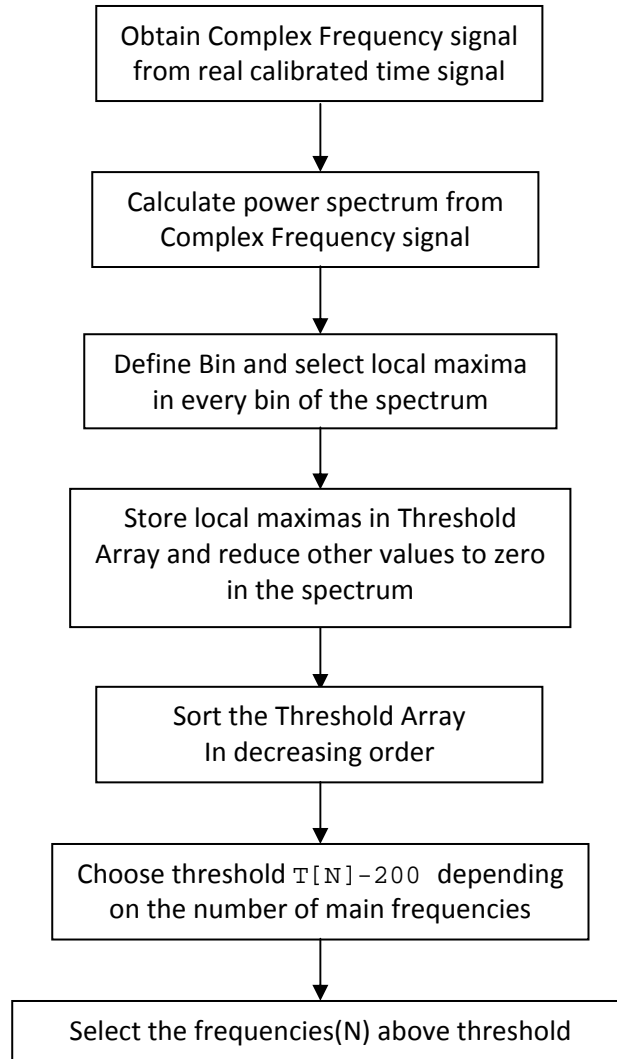 Obtain Complex Frequency signal
from real calibrated time signal
Calculate power spectrum from
Complex Frequency signal
Define Bin and select local maxima
in every bin of the spectrum
Store local maximas in Threshold
Array and reduce other values to zero
in the spectrum
Sort the Threshold Array
In decreasing order
Choose threshold T[N]-200 depending
on the number of main frequencies
Select the frequencies(N) above threshold